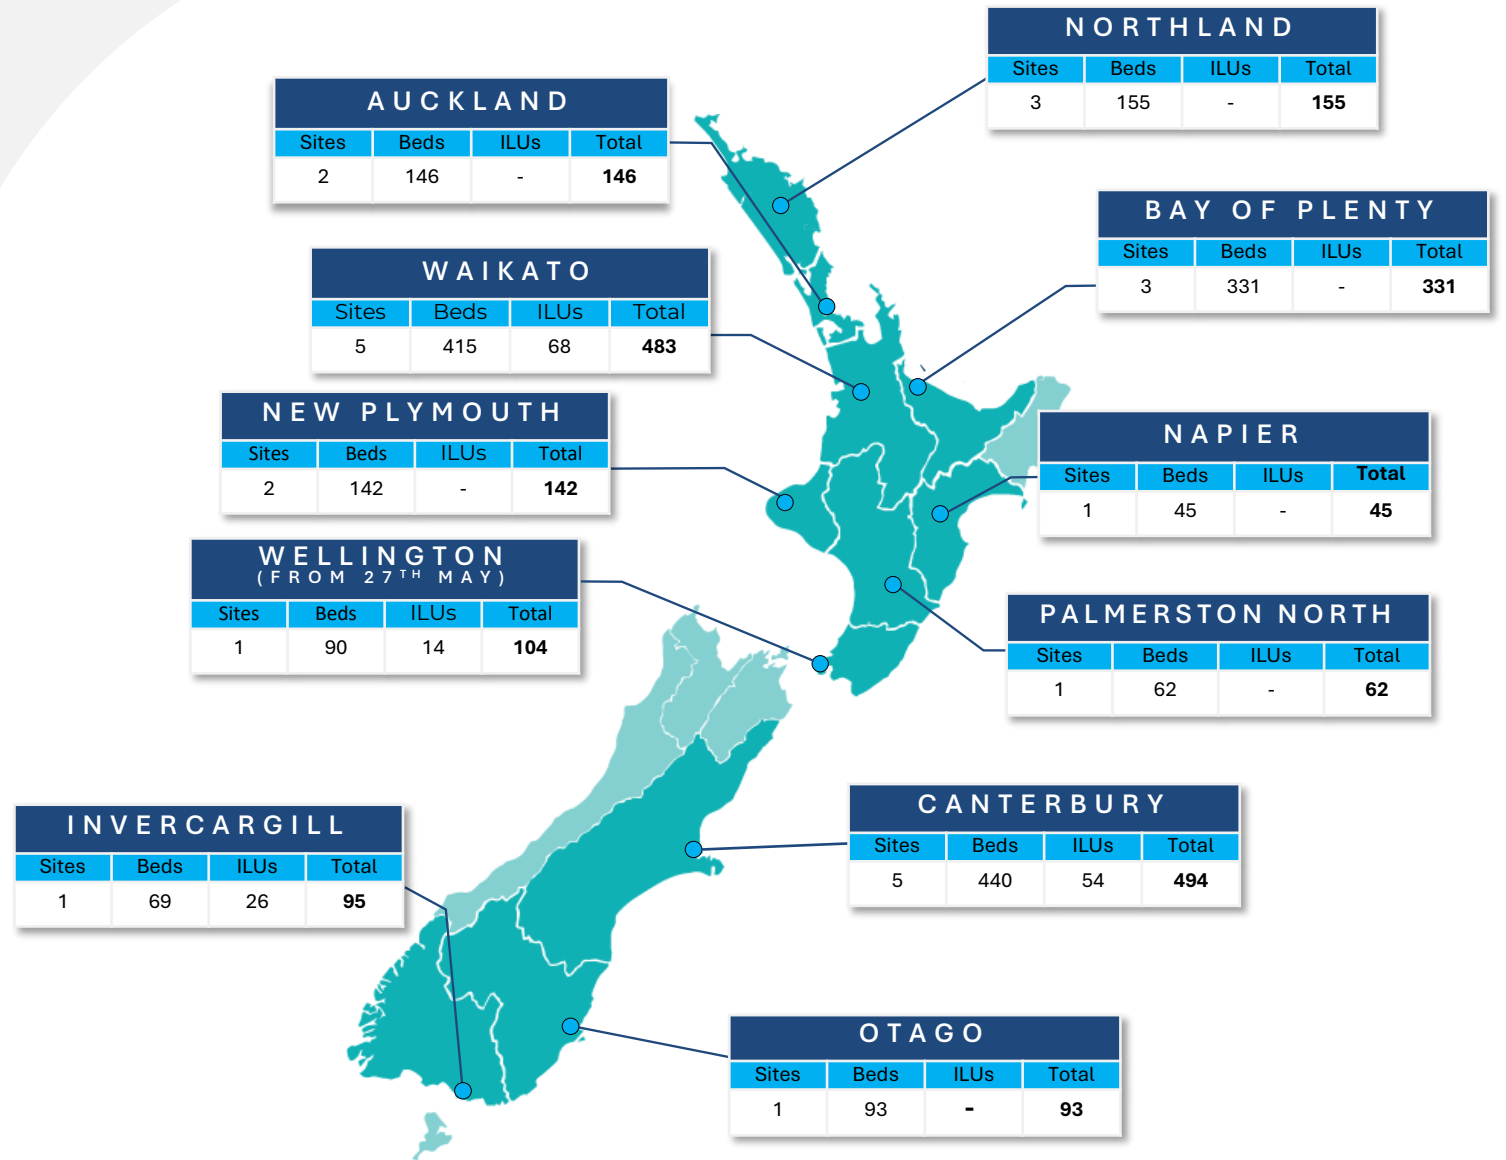 NORTHLAND
Sites Beds ILUs Total
3 155 - 155
AUCKLAND
Sites Beds ILUs Total
2 146 - 146
BAY OF PLENTY
Sites Beds ILUs Total
3 331 - 331
WAIKATO
Sites Beds ILUs Total
5 415 68 483
NEW PLYMOUTH
Sites Beds ILUs Total
2 142 - 142
NAPIER
Sites Beds ILUs Total
1 45 - 45
WELLINGTON
(FROM 27TH MAY)
Sites Beds ILUs Total
1 90 14 104
PALMERSTON NORTH
Sites Beds ILUs Total
1 62 - 62
CANTERBURY
Sites Beds ILUs Total
5 440 54 494
INVERCARGILL
Sites Beds ILUs Total
1 69 26 95
OTAGO
Sites Beds ILUs Total
1 93 - 93